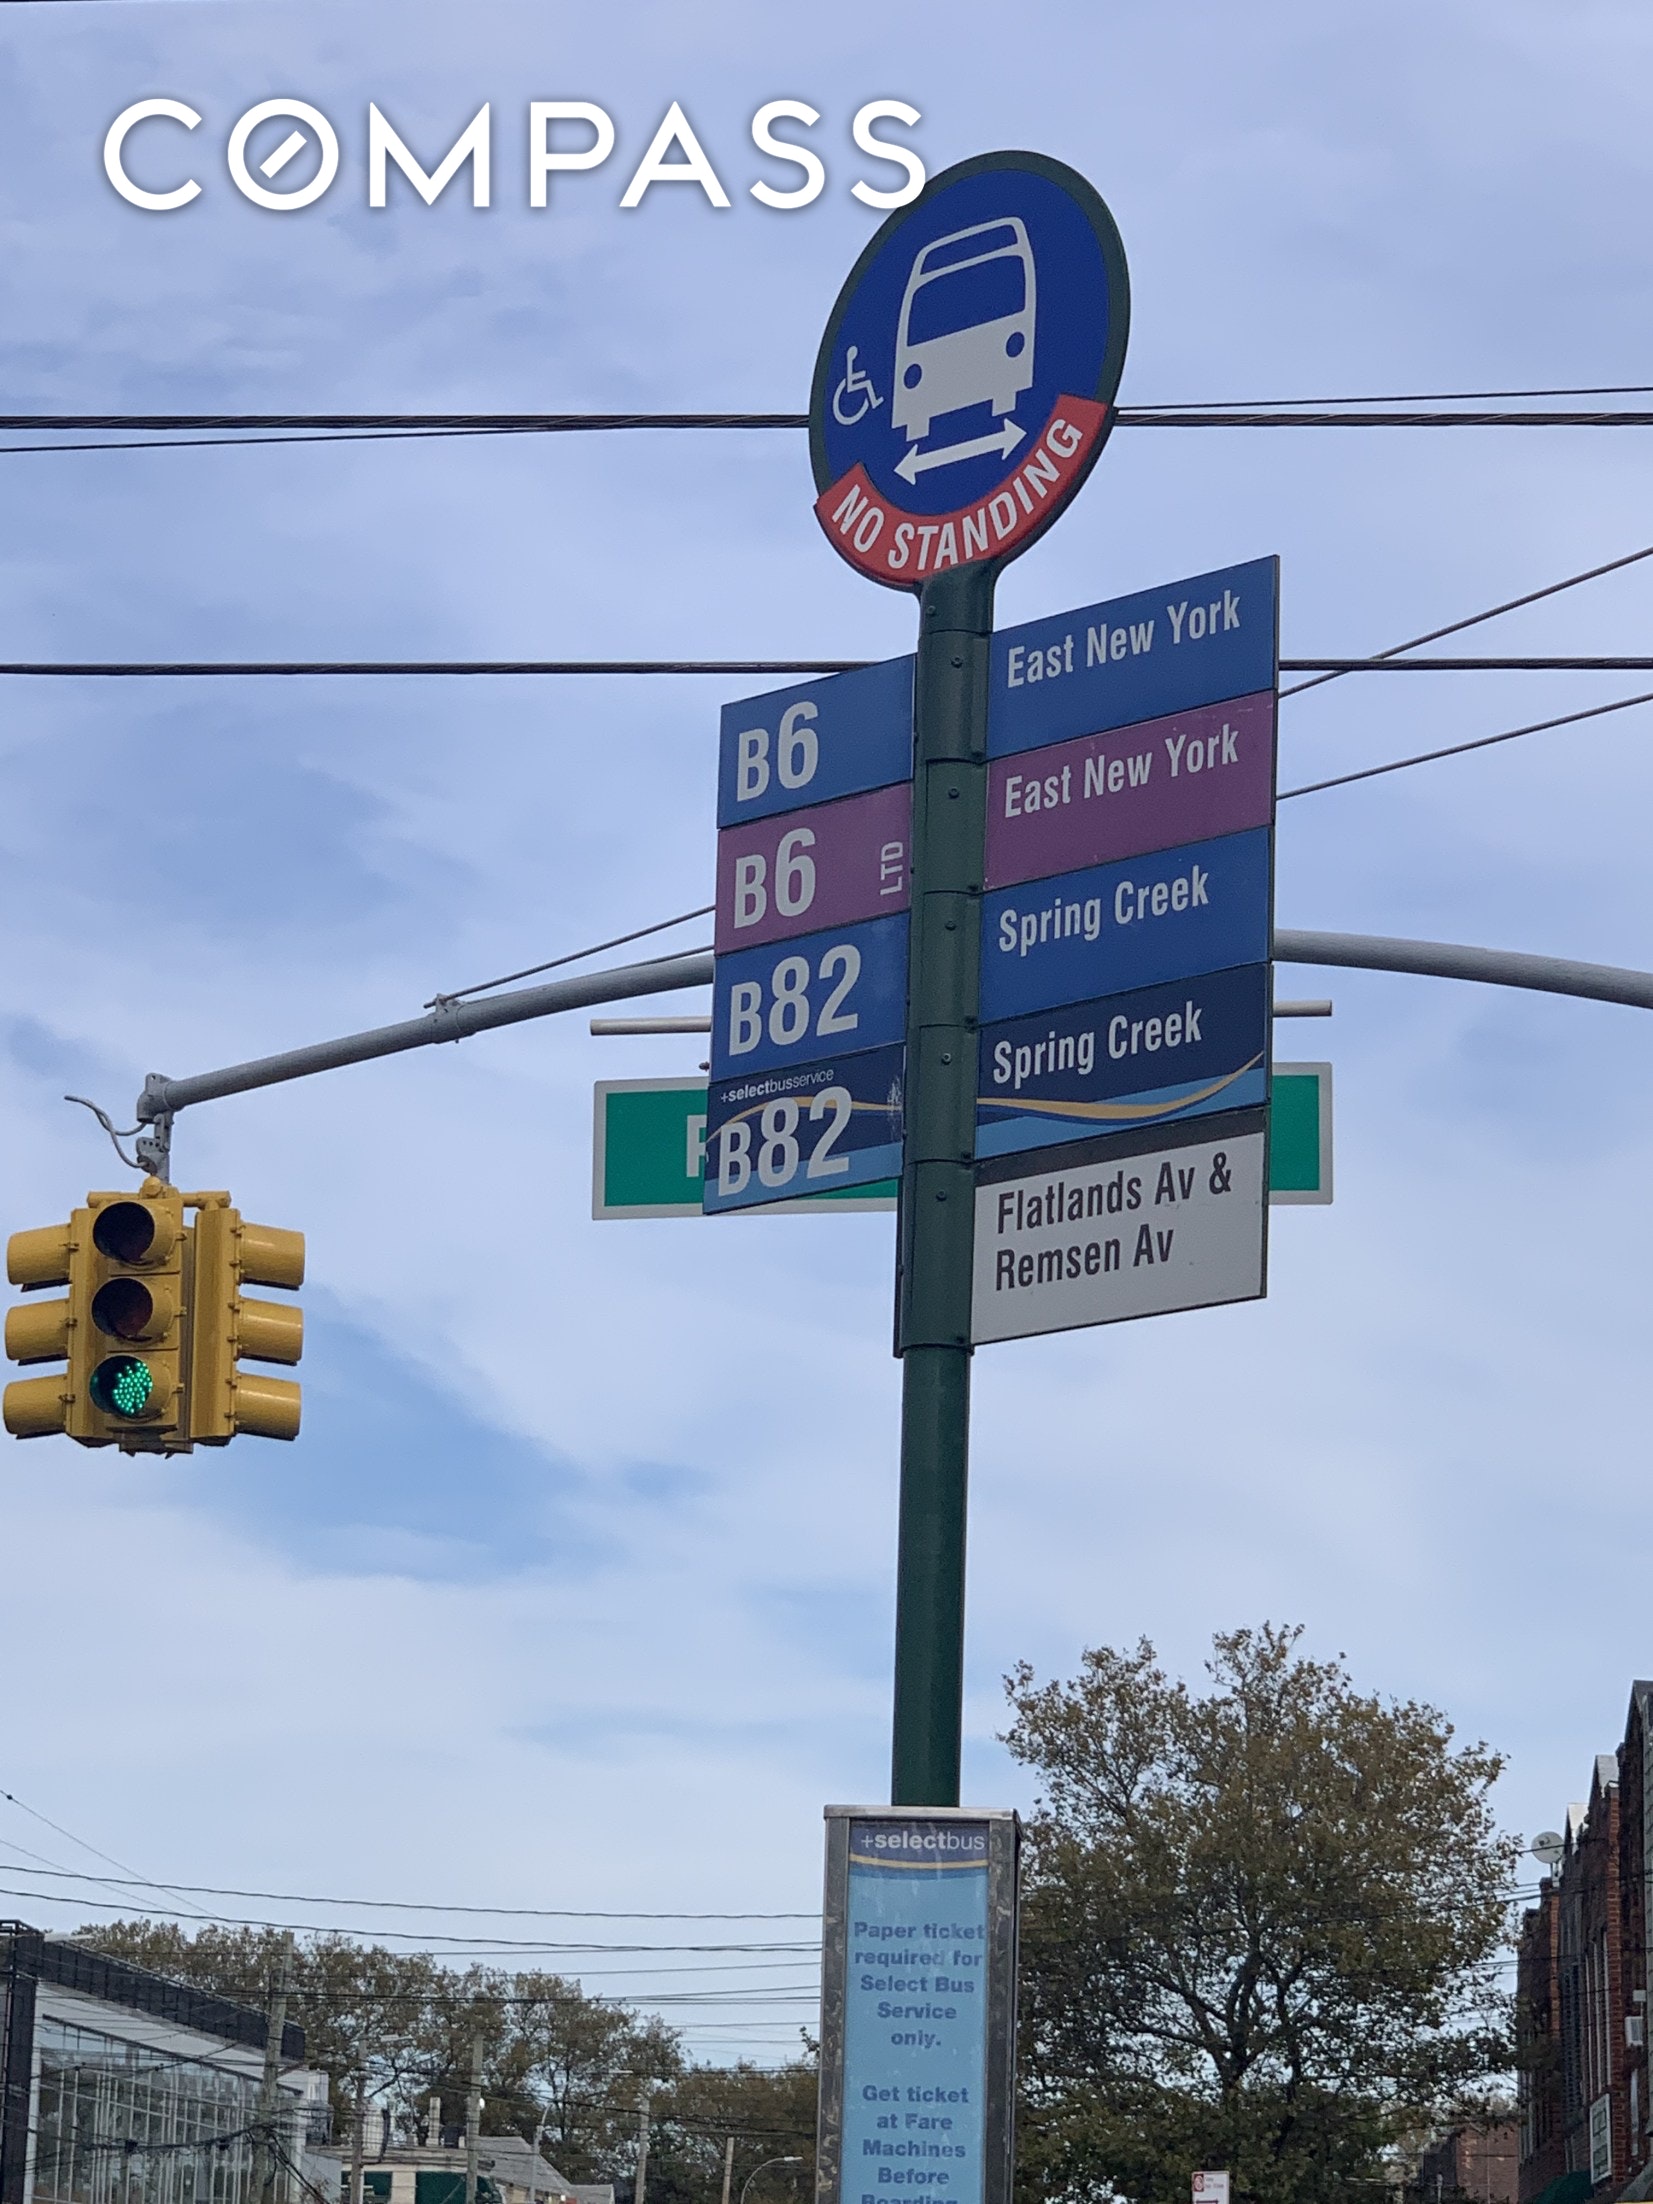 COMPASS
NO STANDING
B6 East New York
B6 LTD East New York
B82 Spring Creek
+selectbusservice
B82 Spring Creek
Flatlands Av &
Remsen Av
+selectbus
Paper ticket
required for
Select Bus
Service
only.
Get ticket
at Fare
Machines
Before
Boarding